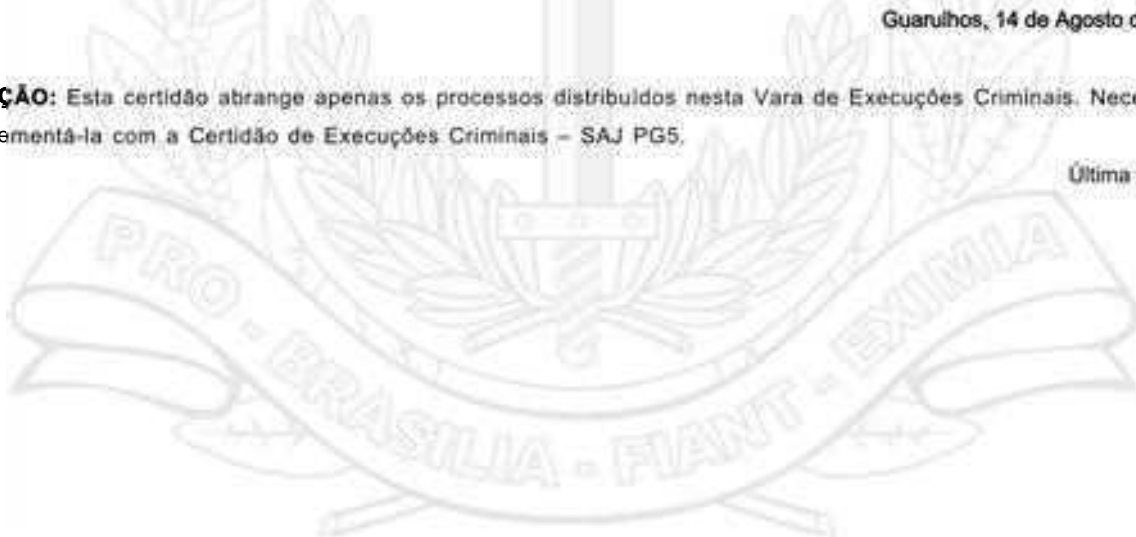 Guarulhos, 14 de Agosto d
ÇÃO: Esta certidão abrange apenas os processos distribuídos nesta Vara de Execuções Criminais. Nece
ementá-la com a Certidão de Execuções Criminais – SAJ PG5.
Última
PRO - BRASILIA - FIANT - EXIMIA